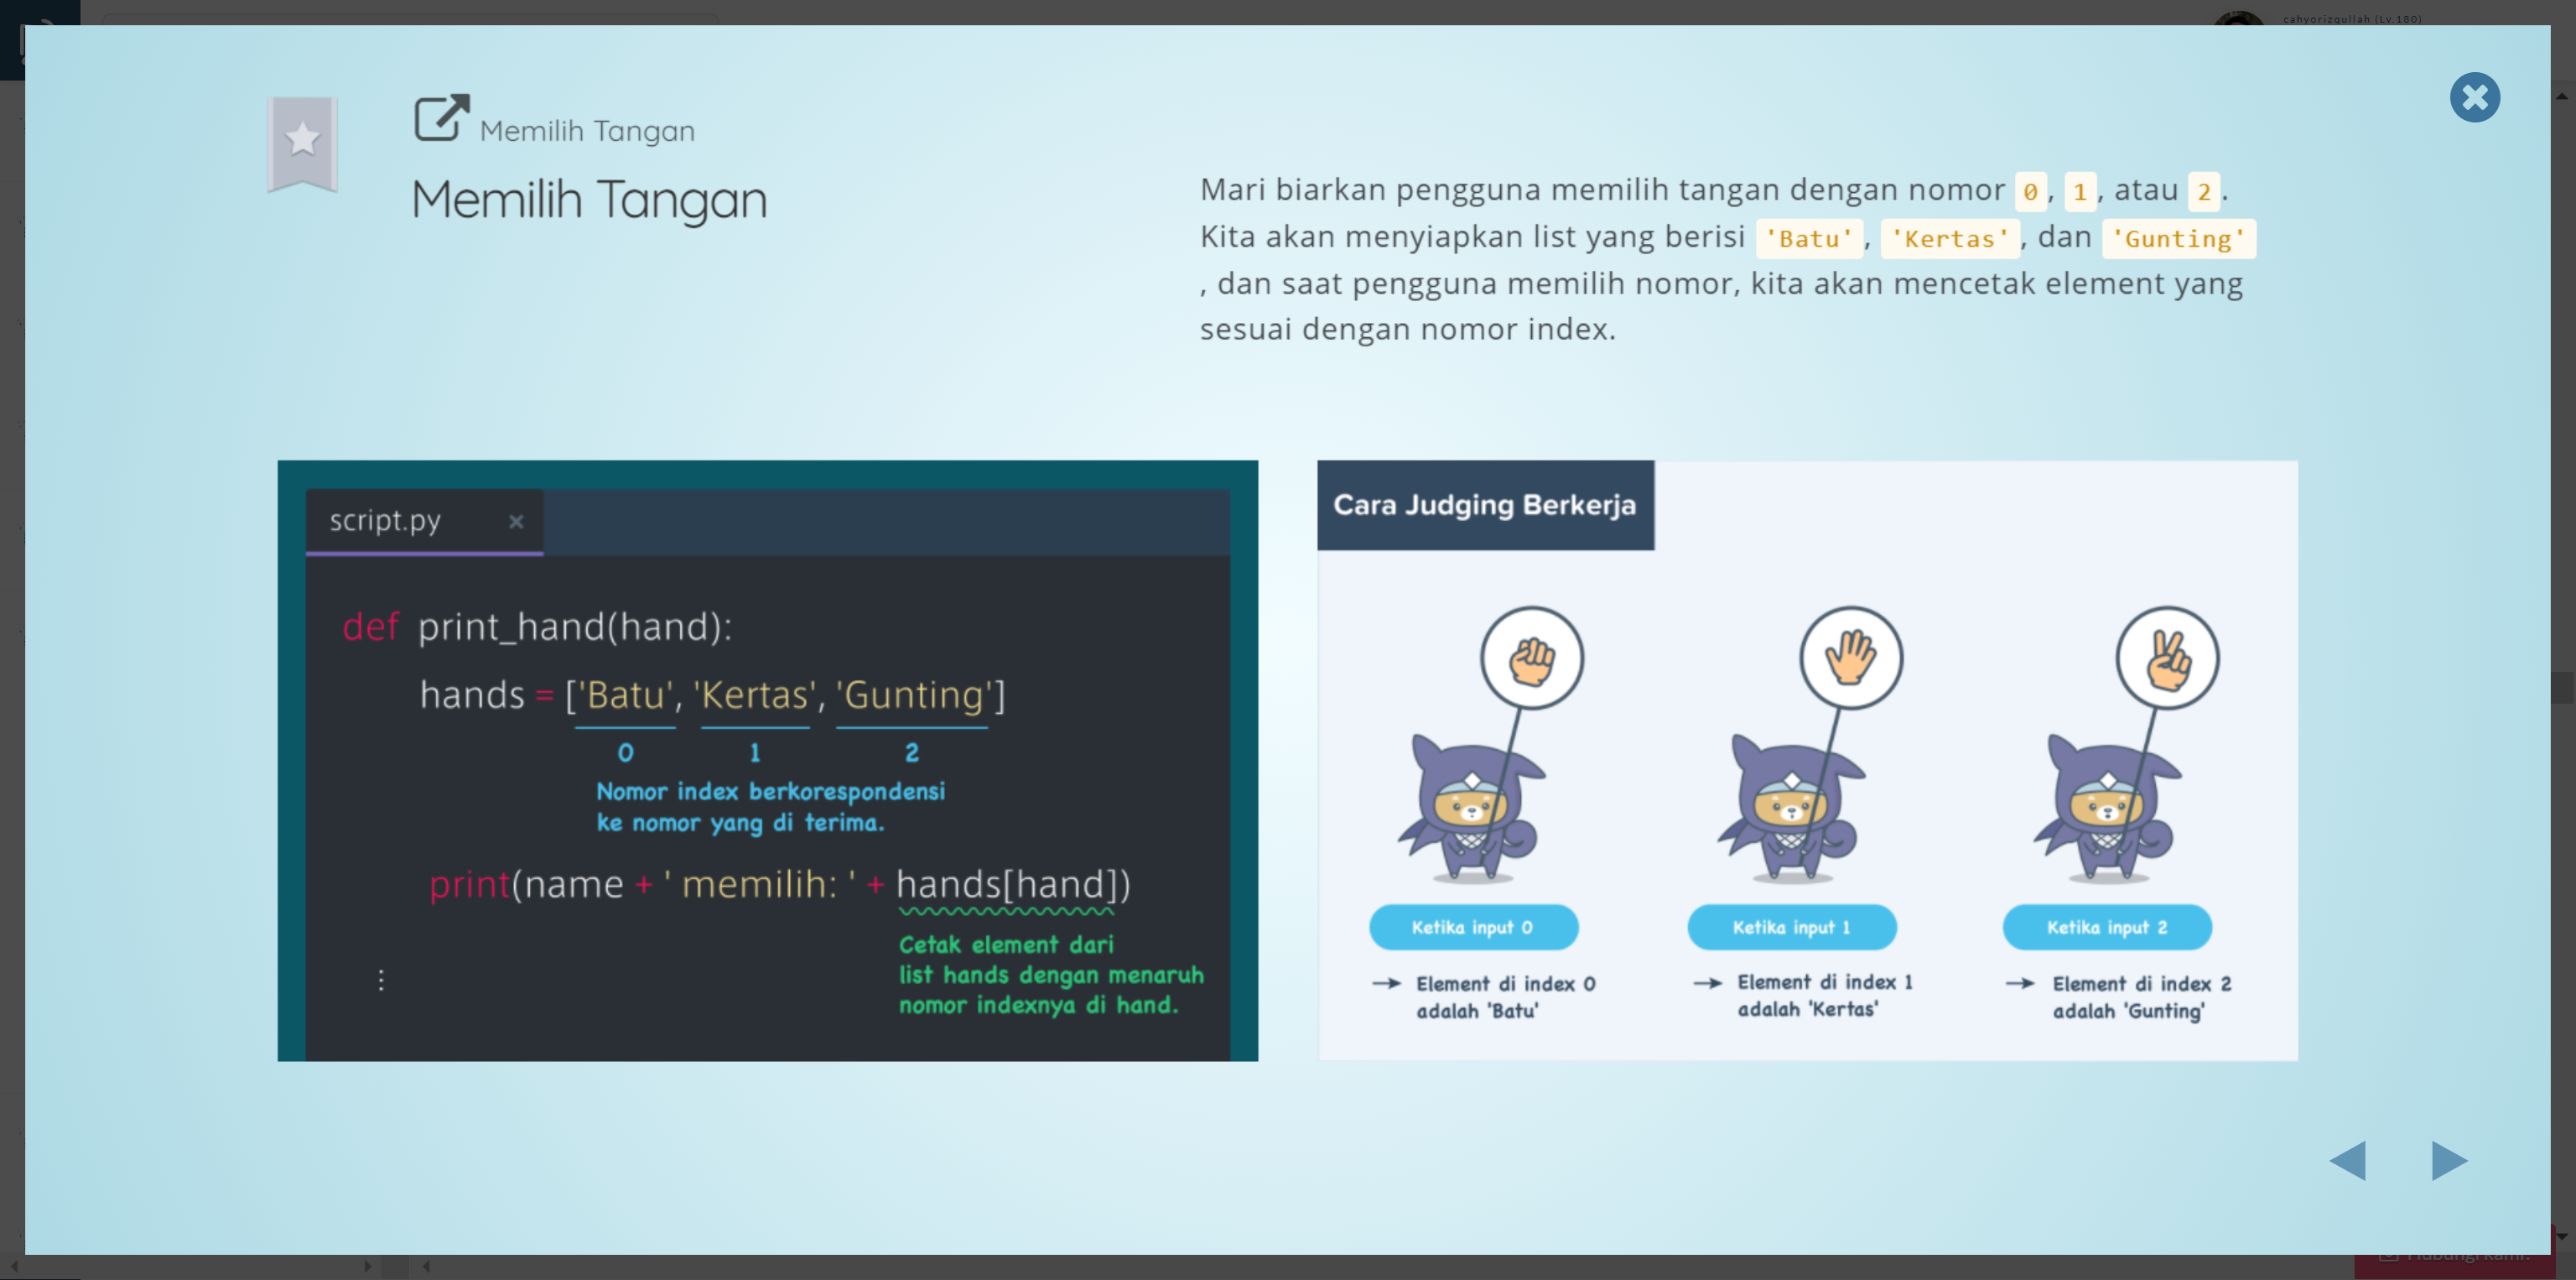 cahyorizqullah (Lv.180)
Memilih Tangan
Memilih Tangan
Mari biarkan pengguna memilih tangan dengan nomor 0, 1, atau 2.
Kita akan menyiapkan list yang berisi 'Batu', 'Kertas', dan 'Gunting'
, dan saat pengguna memilih nomor, kita akan mencetak element yang
sesuai dengan nomor index.
script.py ×
def print_hand(hand):
hands = ['Batu', 'Kertas', 'Gunting']
0 1 2
Nomor index berkorespondensi
ke nomor yang di terima.
print(name + ' memilih: ' + hands[hand])
Cetak element dari
list hands dengan menaruh
nomor indexnya di hand.
⋮
Cara Judging Berkerja
Ketika input 0
→ Element di index 0
adalah 'Batu'
Ketika input 1
→ Element di index 1
adalah 'Kertas'
Ketika input 2
→ Element di index 2
adalah 'Gunting'
Hubungi kami!